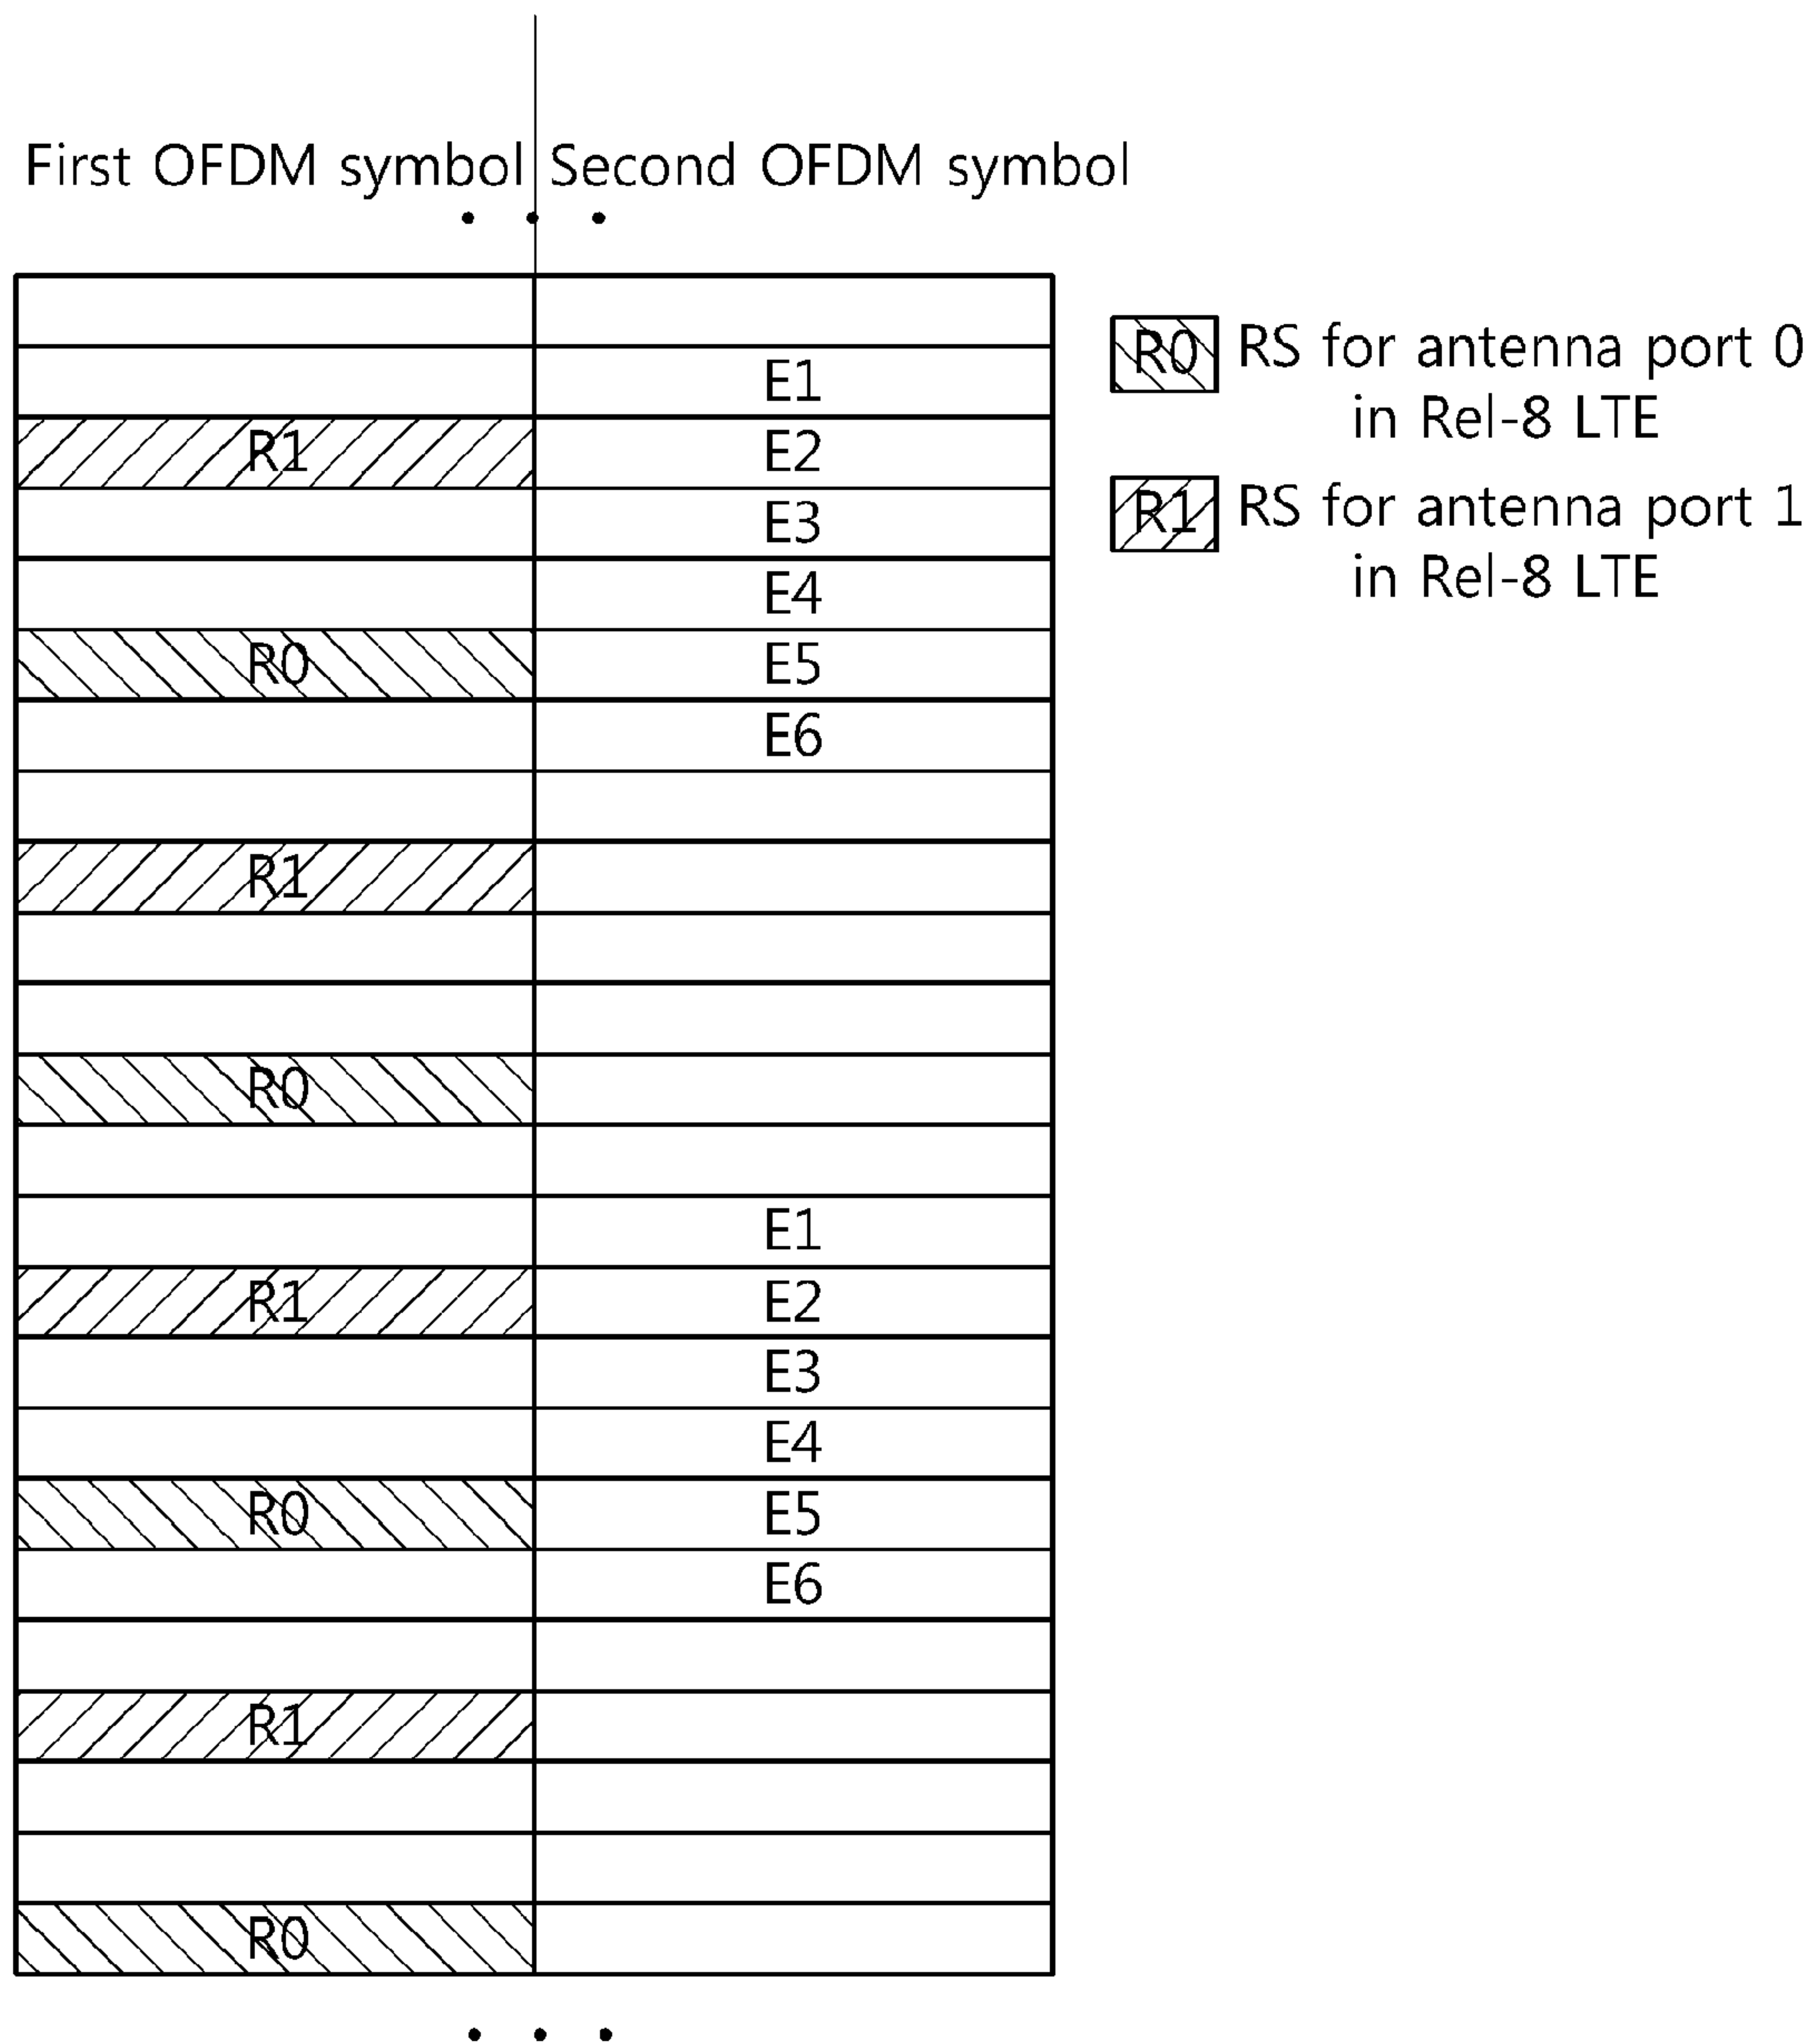 First OFDM symbol Second OFDM symbol
. . .
R0 RS for antenna port 0
in Rel-8 LTE
E1
R1 E2
R1 RS for antenna port 1
E3
in Rel-8 LTE
E4
R0 E5
E6
R1
R0
E1
R1 E2
E3
E4
R0 E5
E6
R1
R0
. . .